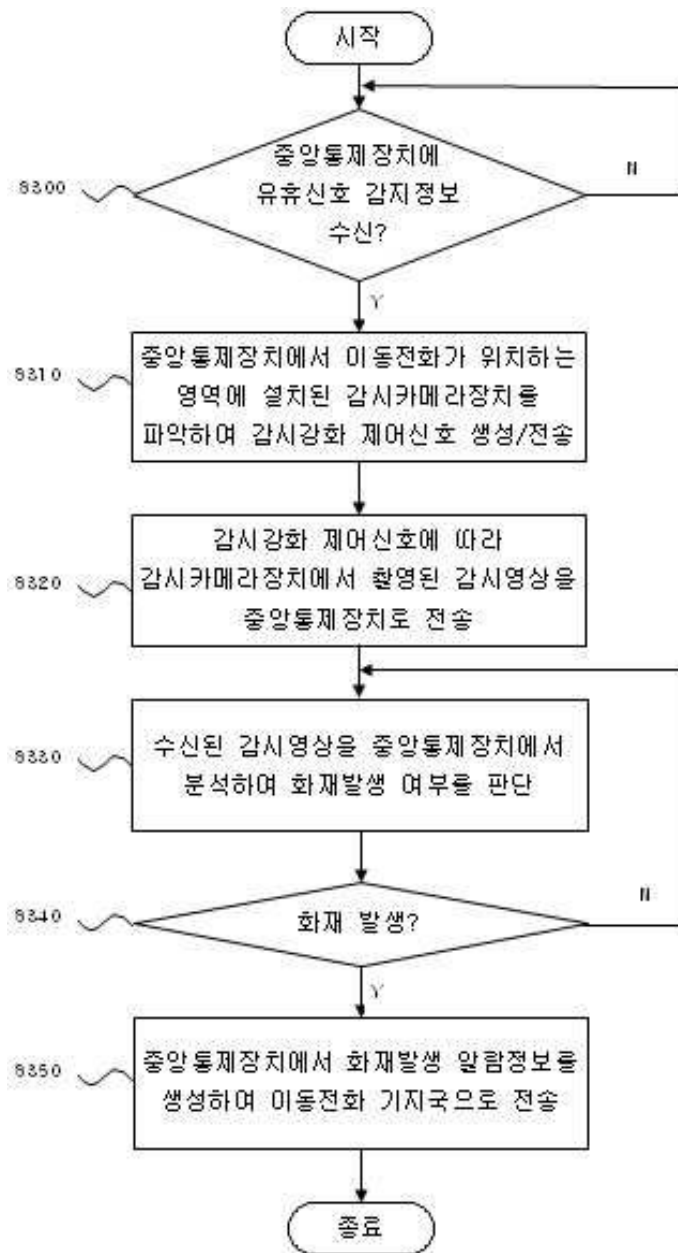 시작
중앙통제장치에
유휴신호 감지정보
수신?
N
S300
Y
중앙통제장치에서 이동전화가 위치하는
영역에 설치된 감시카메라장치를
파악하여 감시강화 제어신호 생성/전송
S310
감시강화 제어신호에 따라
감시카메라장치에서 촬영된 감시영상을
중앙통제장치로 전송
S320
수신된 감시영상을 중앙통제장치에서
분석하여 화재발생 여부를 판단
S330
화재 발생?
N
S340
Y
중앙통제장치에서 화재발생 알람정보를
생성하여 이동전화 기지국으로 전송
S350
종료